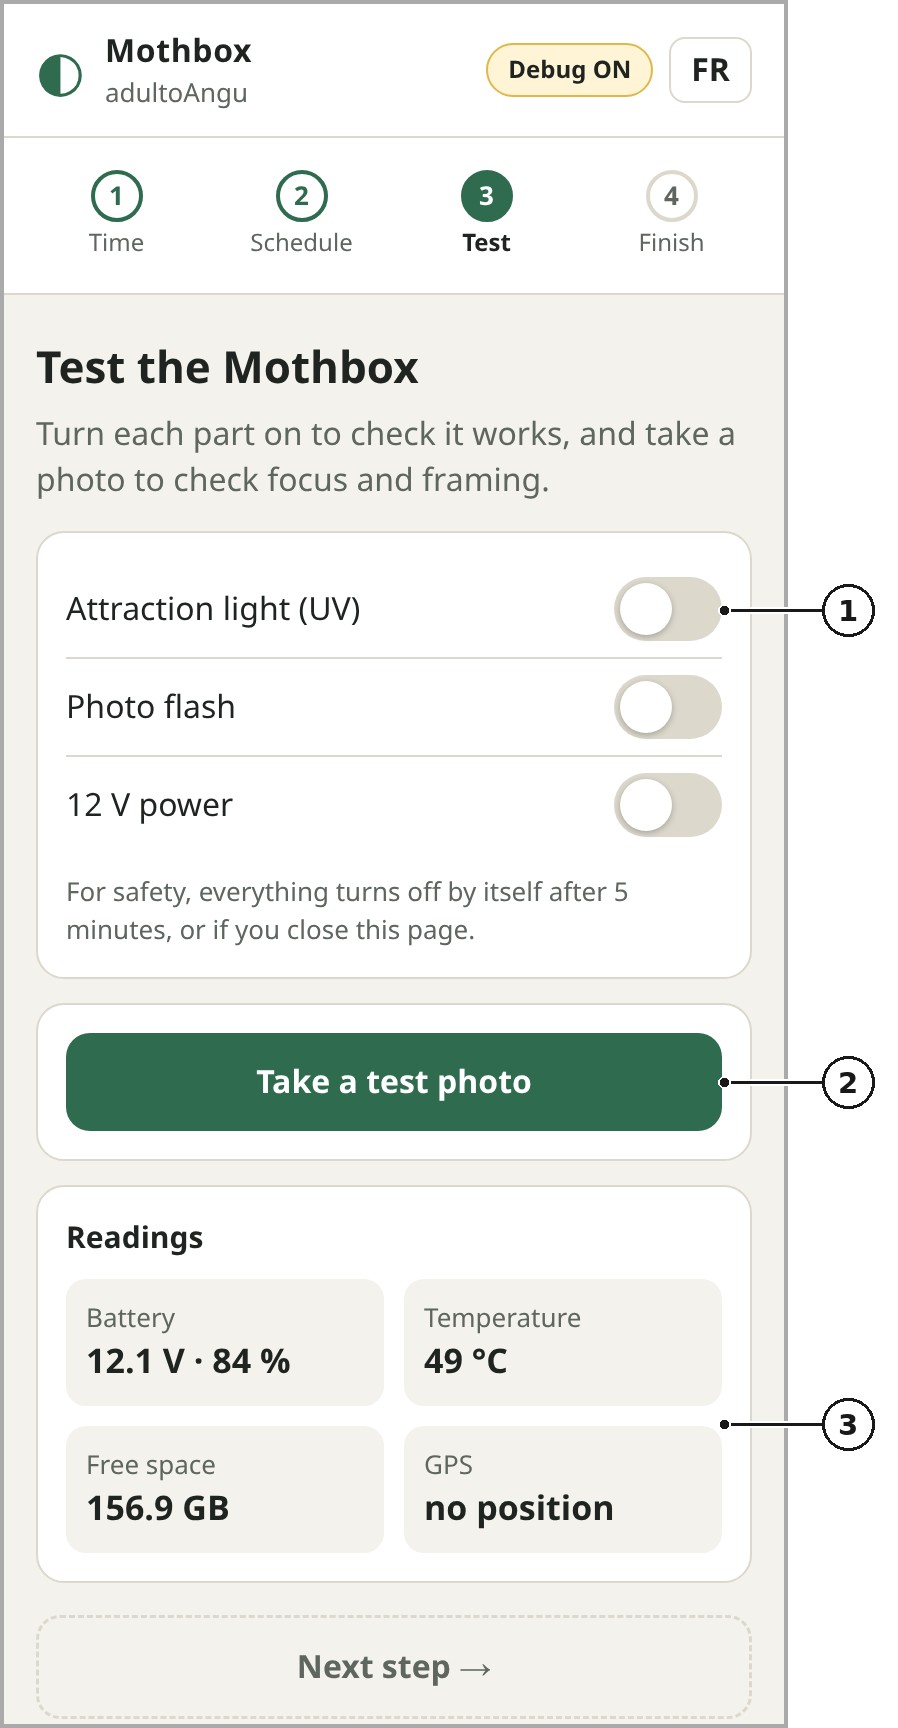 Mothbox
adultoAngu
Debug ON
FR
1
2
3
4
Time
Schedule
Test
Finish
Test the Mothbox
Turn each part on to check it works, and take a
photo to check focus and framing.
Attraction light (UV)
1
Photo flash
12 V power
For safety, everything turns off by itself after 5
minutes, or if you close this page.
Take a test photo
2
Readings
Battery
12.1 V · 84 %
Temperature
49 °C
3
Free space
156.9 GB
GPS
no position
Next step →